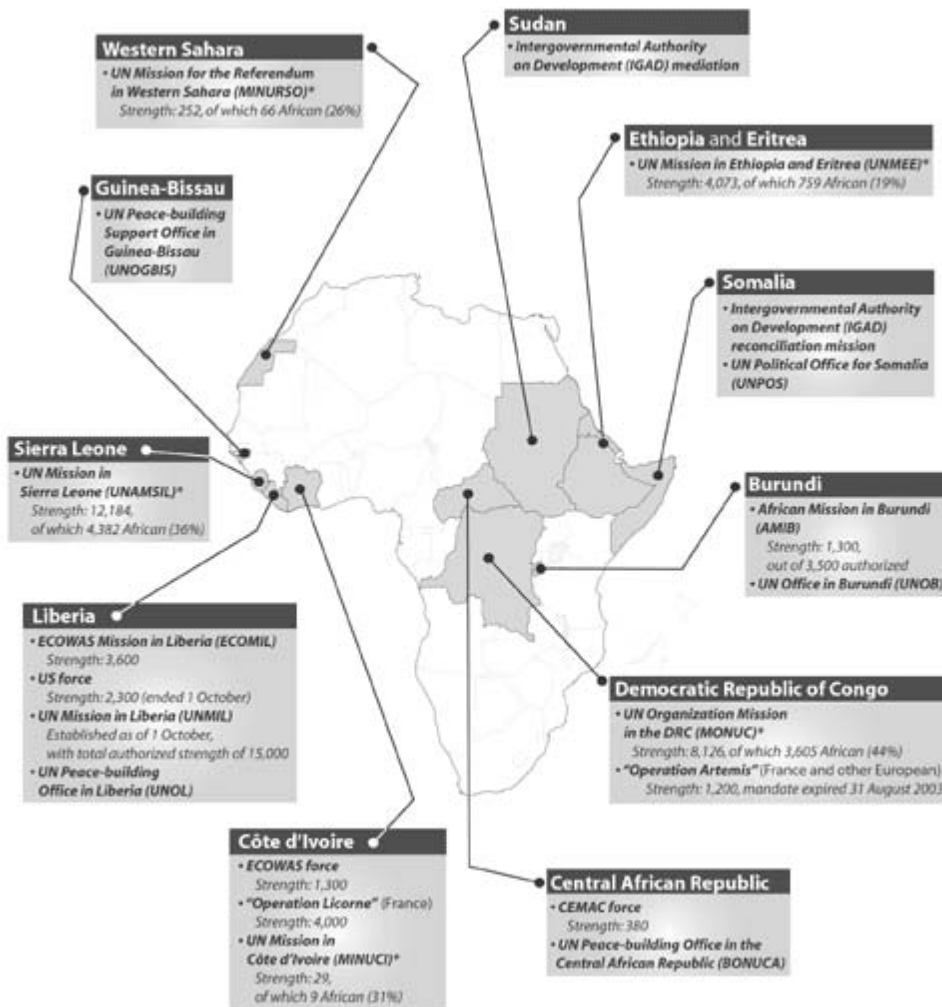 Western Sahara
• UN Mission for the Referendum
in Western Sahara (MINURSO)*
Strength: 252, of which 66 African (26%)
Sudan
• Intergovernmental Authority
on Development (IGAD) mediation
Ethiopia and Eritrea
• UN Mission in Ethiopia and Eritrea (UNMEE)*
Strength: 4,073, of which 759 African (19%)
Guinea-Bissau
• UN Peace-building
Support Office in
Guinea-Bissau
(UNOGBIS)
Somalia
• Intergovernmental Authority
on Development (IGAD)
reconciliation mission
• UN Political Office for Somalia
(UNPOS)
Sierra Leone
• UN Mission in
Sierra Leone (UNAMSIL)*
Strength: 12,184,
of which 4,382 African (36%)
Burundi
• African Mission in Burundi
(AMIB)
Strength: 1,300,
out of 3,500 authorized
• UN Office in Burundi (UNOB)
Liberia
• ECOWAS Mission in Liberia (ECOMIL)
Strength: 3,600
• US force
Strength: 2,300 (ended 1 October)
• UN Mission in Liberia (UNMIL)
Established as of 1 October,
with total authorized strength of 15,000
• UN Peace-building
Office in Liberia (UNOL)
Democratic Republic of Congo
• UN Organization Mission
in the DRC (MONUC)*
Strength: 8,126, of which 3,605 African (44%)
• "Operation Artemis" (France and other European)
Strength: 1,200, mandate expired 31 August 2003
Côte d'Ivoire
• ECOWAS force
Strength: 1,300
• "Operation Licorne" (France)
Strength: 4,000
• UN Mission in
Côte d'Ivoire (MINUCI)*
Strength: 29,
of which 9 African (31%)
Central African Republic
• CEMAC force
Strength: 380
• UN Peace-building Office in the
Central African Republic (BONUCA)